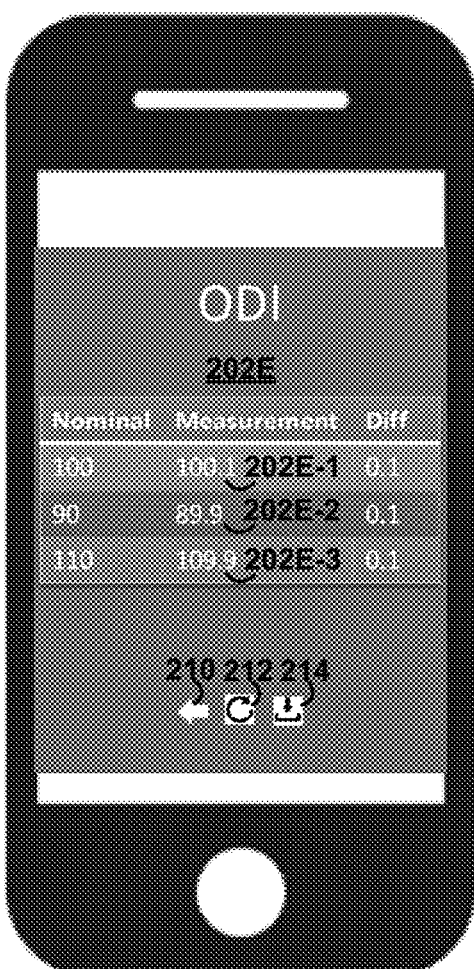 ODI
202E
Nominal Measurement Diff
100 100.1 202E-1 0.1
90 89.9 202E-2 0.1
110 109.9 202E-3 0.1
210 212 214